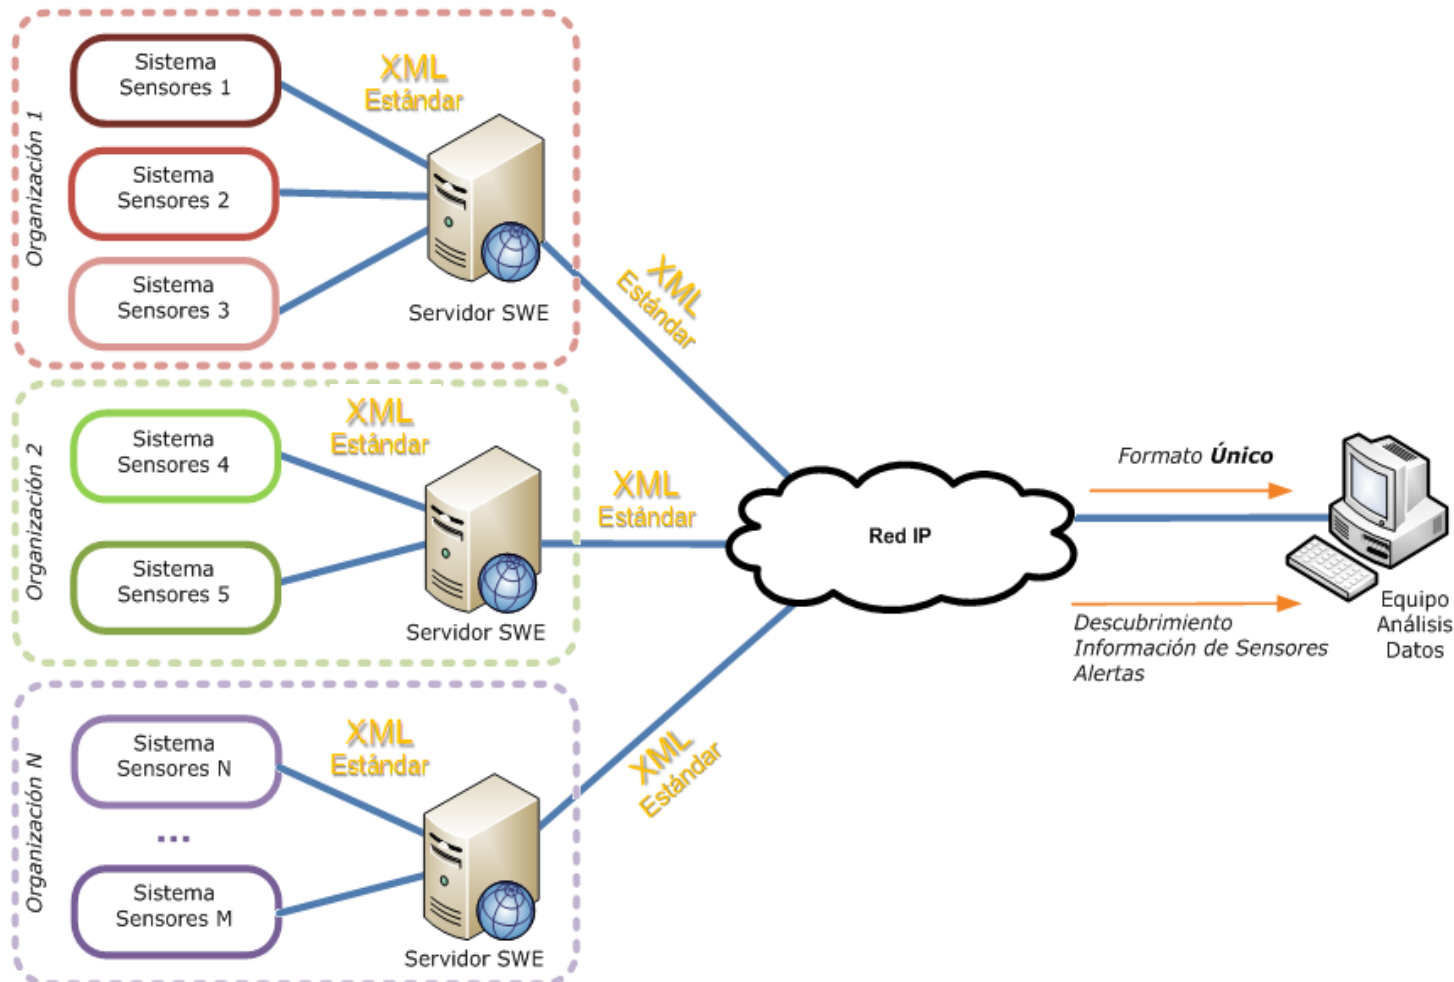 Organización 1
Sistema
Sensores 1
Sistema
Sensores 2
Sistema
Sensores 3
XML
Estándar
Servidor SWE
XML
Estándar
Organización 2
Sistema
Sensores 4
Sistema
Sensores 5
XML
Estándar
Servidor SWE
XML
Estándar
Organización N
Sistema
Sensores N
...
Sistema
Sensores M
XML
Estándar
Servidor SWE
XML
Estándar
Red IP
Formato Único
Descubrimiento
Información de Sensores
Alertas
Equipo
Análisis
Datos